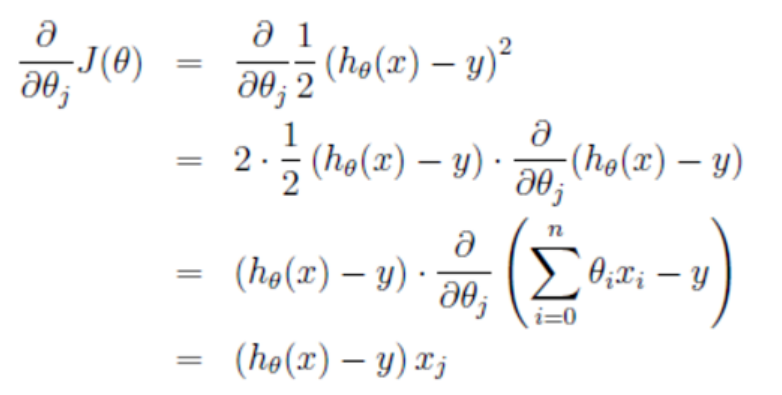 ∂/∂θ_j J(θ) = ∂/∂θ_j 1/2 (h_θ(x) − y)²
= 2 · 1/2 (h_θ(x) − y) · ∂/∂θ_j (h_θ(x) − y)
= (h_θ(x) − y) · ∂/∂θ_j (∑_{i=0}^{n} θ_i x_i − y)
= (h_θ(x) − y) x_j